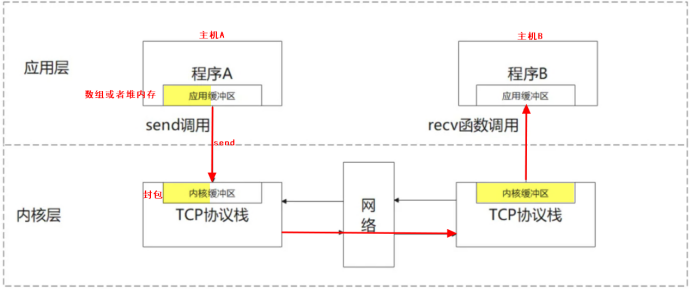 主机A
主机B
应用层
程序A
程序B
数组或者堆内存
应用缓冲区
应用缓冲区
send调用
recv函数调用
send
封包
内核缓冲区
内核缓冲区
内核层
TCP协议栈
网络
TCP协议栈